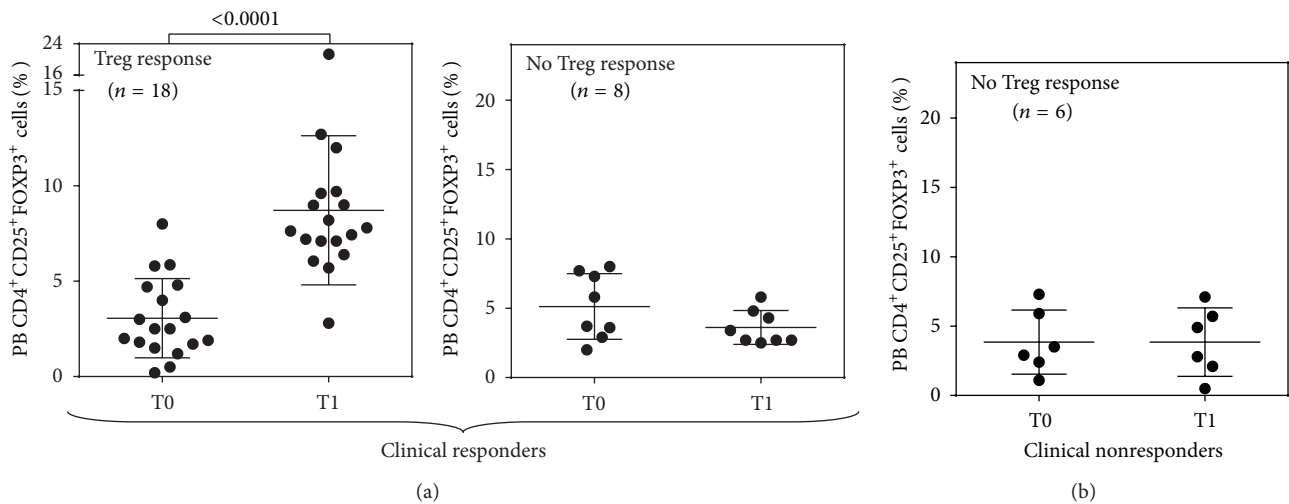 <0.0001
PB CD4⁺CD25⁺FOXP3⁺ cells (%)
24
16
15
10
5
0
Treg response
(n = 18)
T0 T1
PB CD4⁺CD25⁺FOXP3⁺ cells (%)
20
15
10
5
0
No Treg response
(n = 8)
T0 T1
Clinical responders
(a)
PB CD4⁺CD25⁺FOXP3⁺ cells (%)
20
15
10
5
0
No Treg response
(n = 6)
T0 T1
Clinical nonresponders
(b)